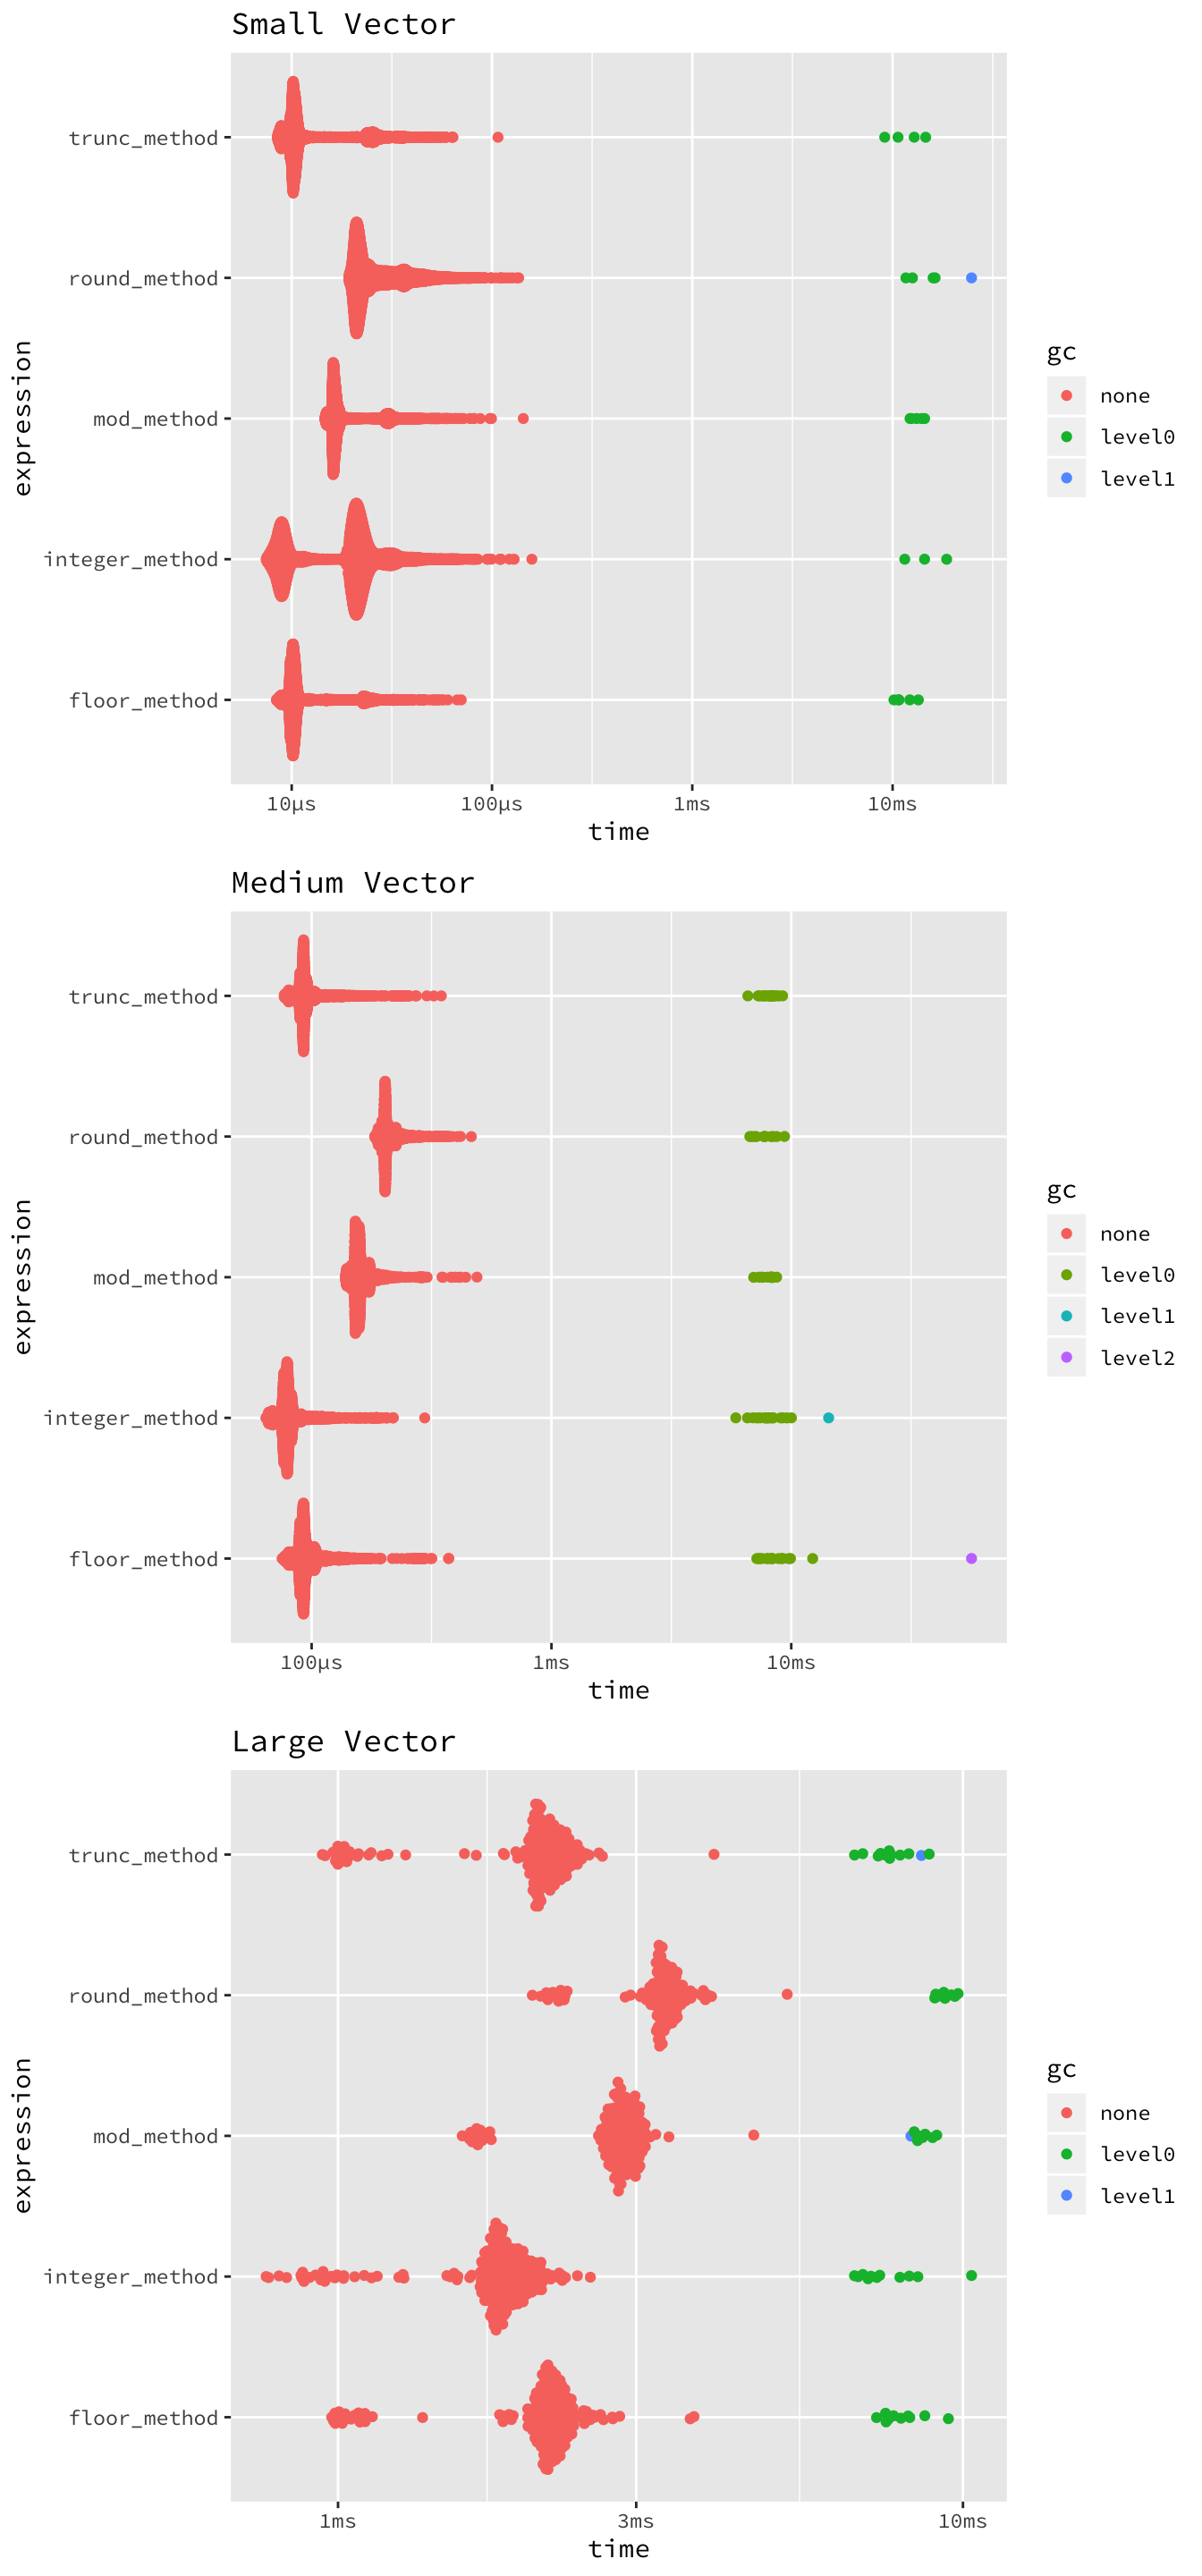 Small Vector
trunc_method
round_method
mod_method
integer_method
floor_method
expression
10µs 100µs 1ms 10ms
time
gc
none
level0
level1
Medium Vector
trunc_method
round_method
mod_method
integer_method
floor_method
expression
100µs 1ms 10ms
time
gc
none
level0
level1
level2
Large Vector
trunc_method
round_method
mod_method
integer_method
floor_method
expression
1ms 3ms 10ms
time
gc
none
level0
level1